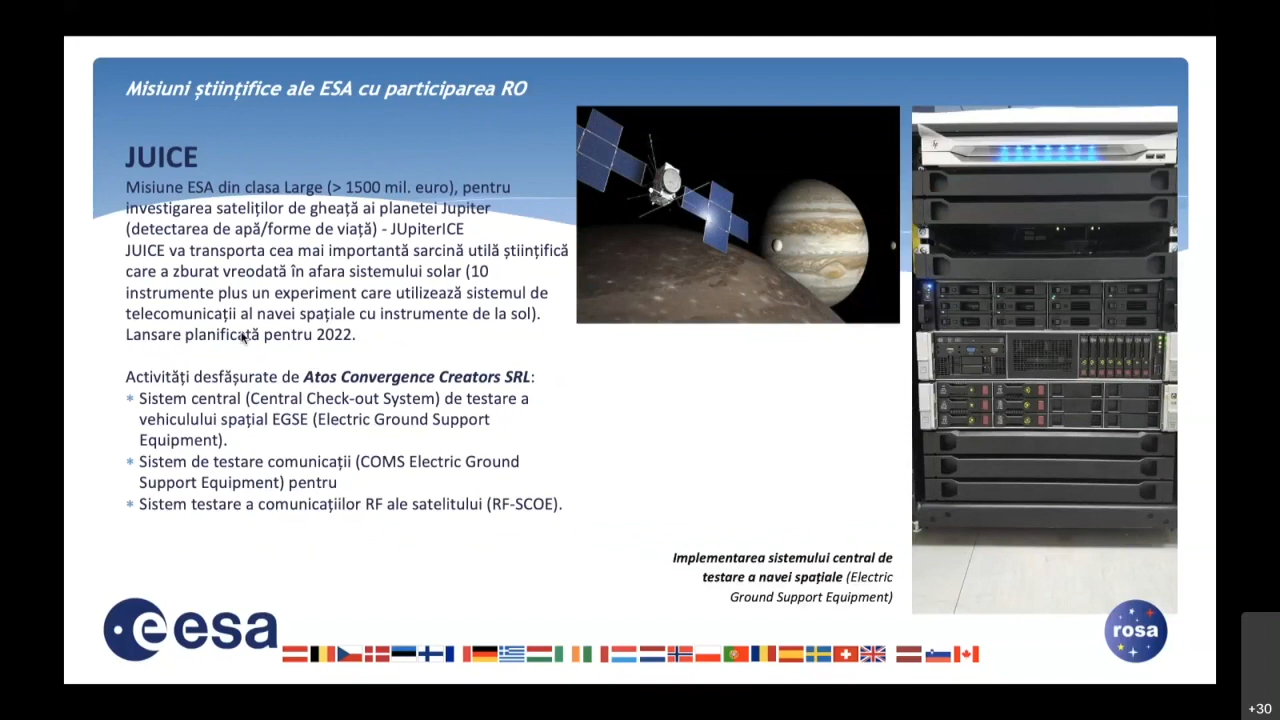 Misiuni științifice ale ESA cu participarea RO
JUICE
Misiune ESA din clasa Large (> 1500 mil. euro), pentru
investigarea sateliților de gheață ai planetei Jupiter
(detectarea de apă/forme de viață) - JUpiterICE
JUICE va transporta cea mai importantă sarcină utilă științifică
care a zburat vreodată în afara sistemului solar (10
instrumente plus un experiment care utilizează sistemul de
telecomunicații al navei spațiale cu instrumente de la sol).
Lansare planificată pentru 2022.
Activități desfășurate de Atos Convergence Creators SRL:
* Sistem central (Central Check-out System) de testare a
vehiculului spațial EGSE (Electric Ground Support
Equipment).
* Sistem de testare comunicații (COMS Electric Ground
Support Equipment) pentru
* Sistem testare a comunicațiilor RF ale satelitului (RF-SCOE).
Implementarea sistemului central de
testare a navei spațiale (Electric
Ground Support Equipment)
esa
rosa
+30